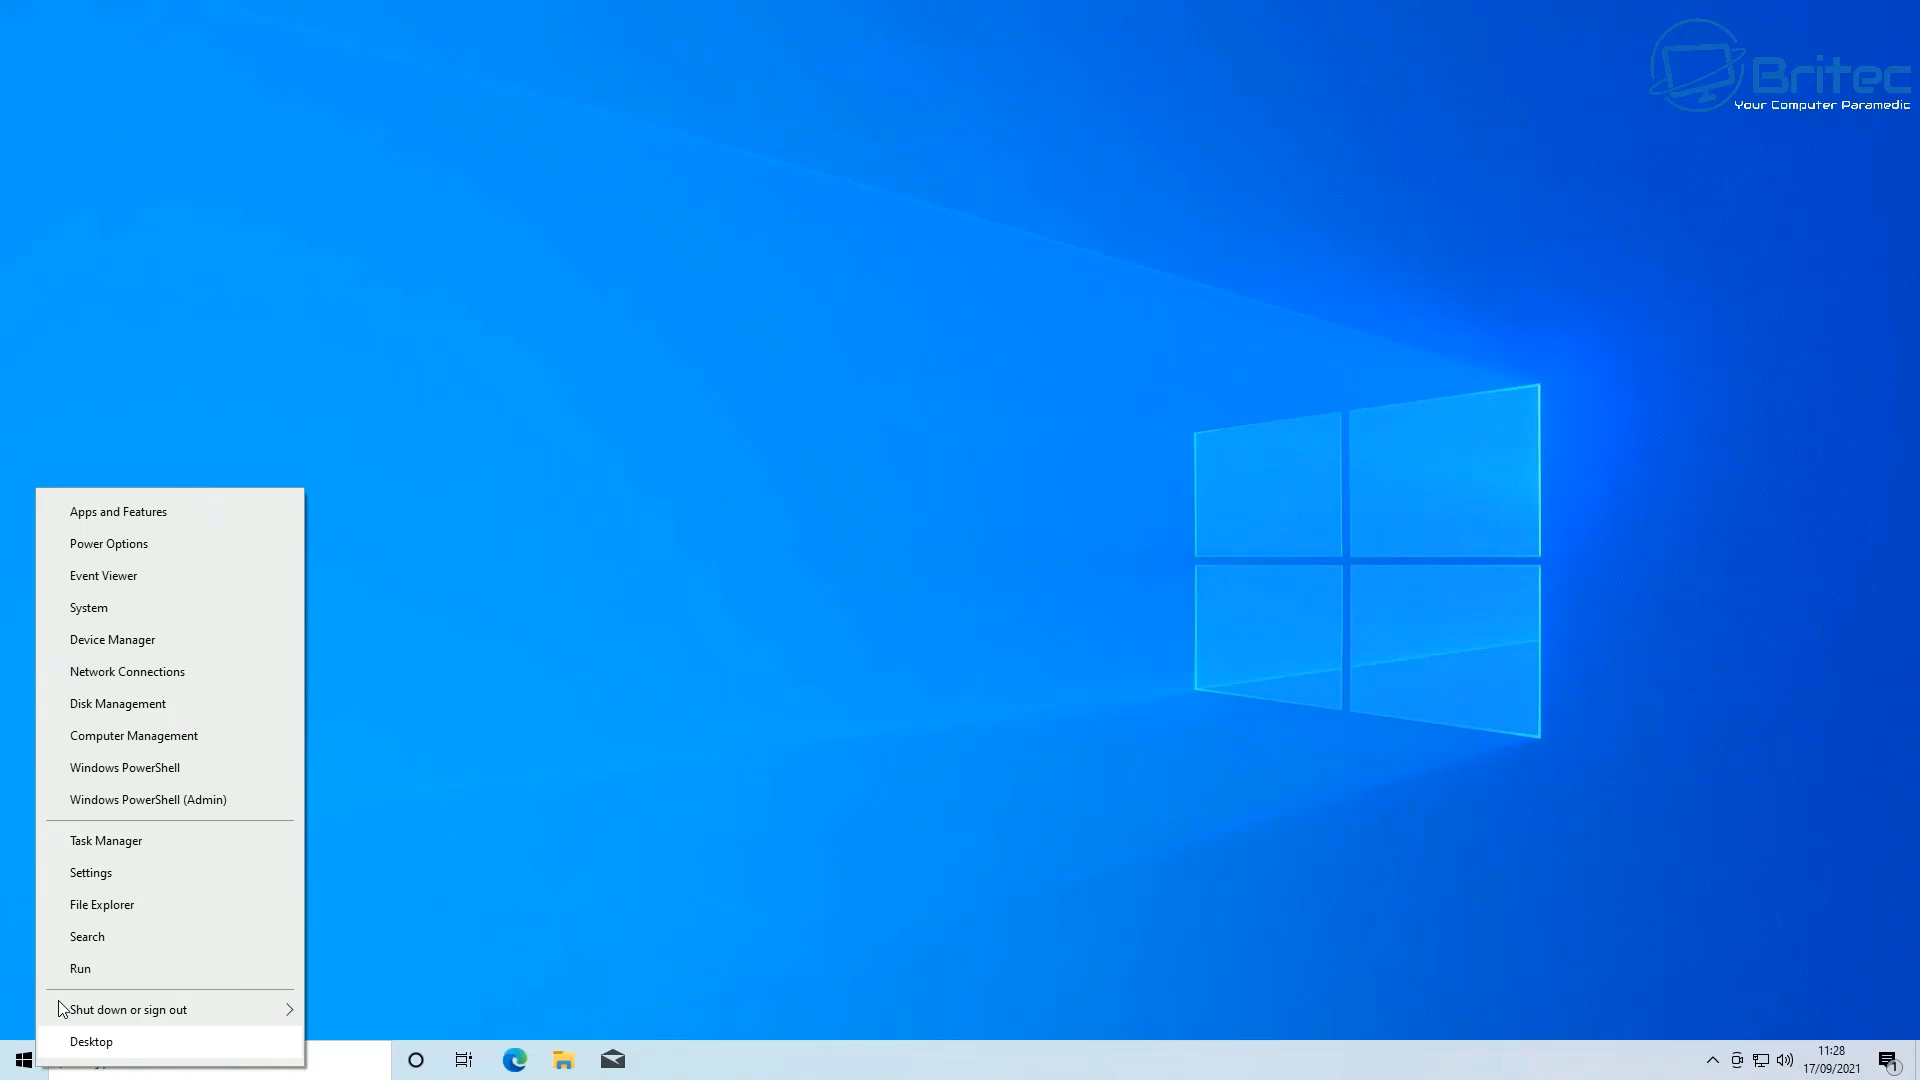 Britec
Your Computer Paramedic
Apps and Features
Power Options
Event Viewer
System
Device Manager
Network Connections
Disk Management
Computer Management
Windows PowerShell
Windows PowerShell (Admin)
Task Manager
Settings
File Explorer
Search
Run
Shut down or sign out
Desktop
11:28
17/09/2021
1